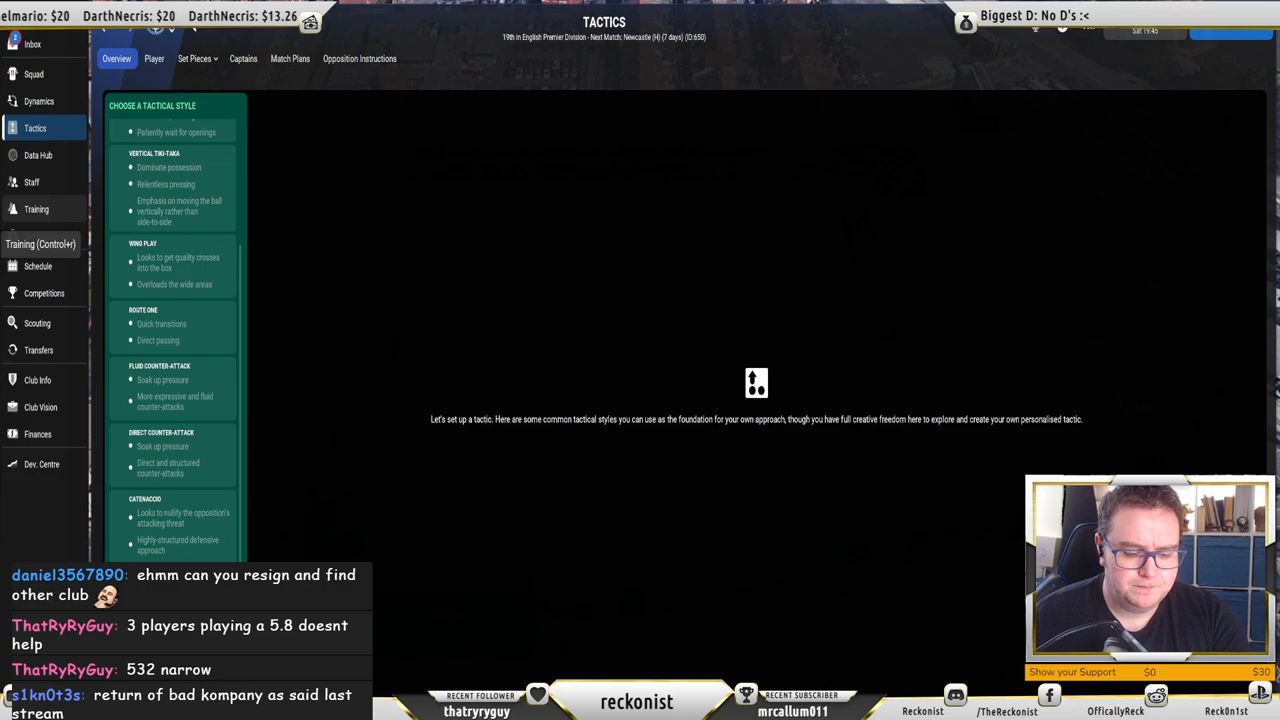 elmario: $20 DarthNecris: $20 DarthNecris: $13.26
TACTICS
19th in English Premier Division - Next Match: Newcastle (H) (7 days) (ID:650)
Biggest D: No D's :<
Sat 19:45
2
Inbox
Squad
Dynamics
Tactics
Data Hub
Staff
Training
Training (Control+r)
Schedule
Competitions
Scouting
Transfers
Club Info
Club Vision
Finances
Dev. Centre
Overview Player Set Pieces Captains Match Plans Opposition Instructions
CHOOSE A TACTICAL STYLE
Patiently wait for openings
VERTICAL TIKI-TAKA
Dominate possession
Relentless pressing
Emphasis on moving the ball
vertically rather than
side-to-side
WING PLAY
Looks to get quality crosses
into the box
Overloads the wide areas
ROUTE ONE
Quick transitions
Direct passing
FLUID COUNTER-ATTACK
Soak up pressure
More expressive and fluid
counter-attacks
DIRECT COUNTER-ATTACK
Soak up pressure
Direct and structured
counter-attacks
CATENACCIO
Looks to nullify the opposition's
attacking threat
Highly-structured defensive
approach
Let's set up a tactic. Here are some common tactical styles you can use as the foundation for your own approach, though you have full creative freedom here to explore and create your own personalised tactic.
daniel3567890: ehmm can you resign and find
other club
ThatRyRyGuy: 3 players playing a 5.8 doesnt
help
ThatRyRyGuy: 532 narrow
s1kn0t3s: return of bad kompany as said last
stream
Show your Support $0 $30
RECENT FOLLOWER
thatryryguy
reckonist
RECENT SUBSCRIBER
mrcallum011
Reckonist
/TheReckonist
OfficallyReck
Reck0n1st